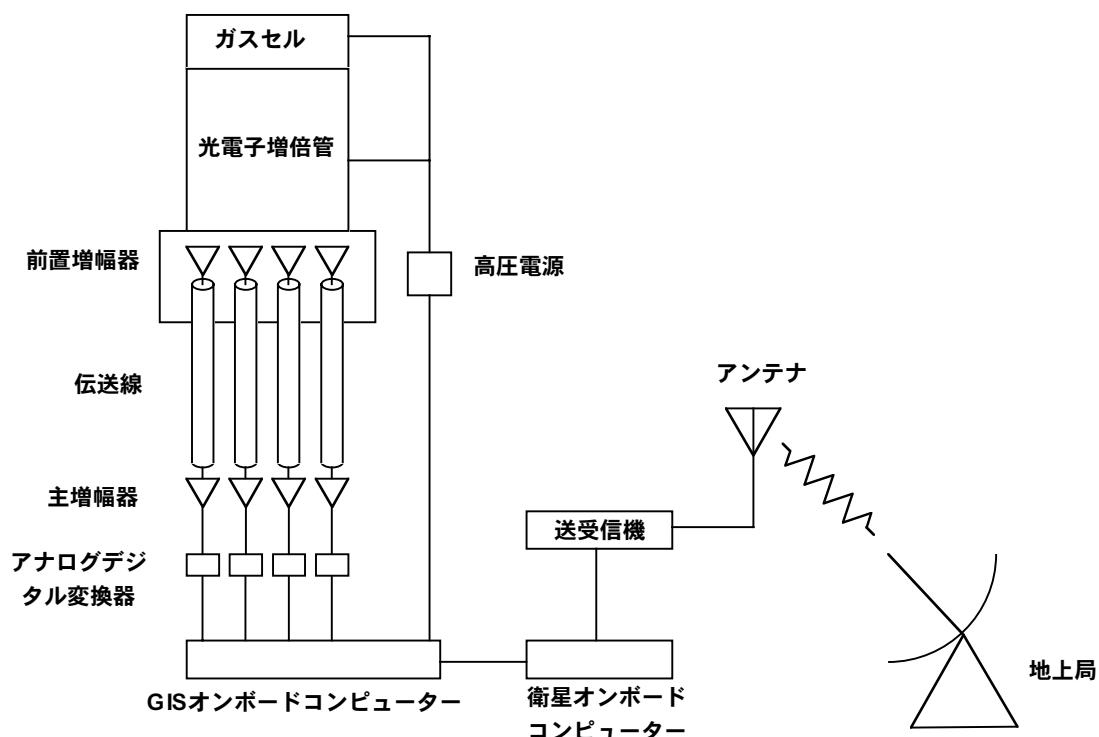 ガスセル
光電子増倍管
前置増幅器
高圧電源
伝送線
アンテナ
主増幅器
送受信機
アナログデジ
タル変換器
地上局
GISオンボードコンピューター
衛星オンボード
コンピューター